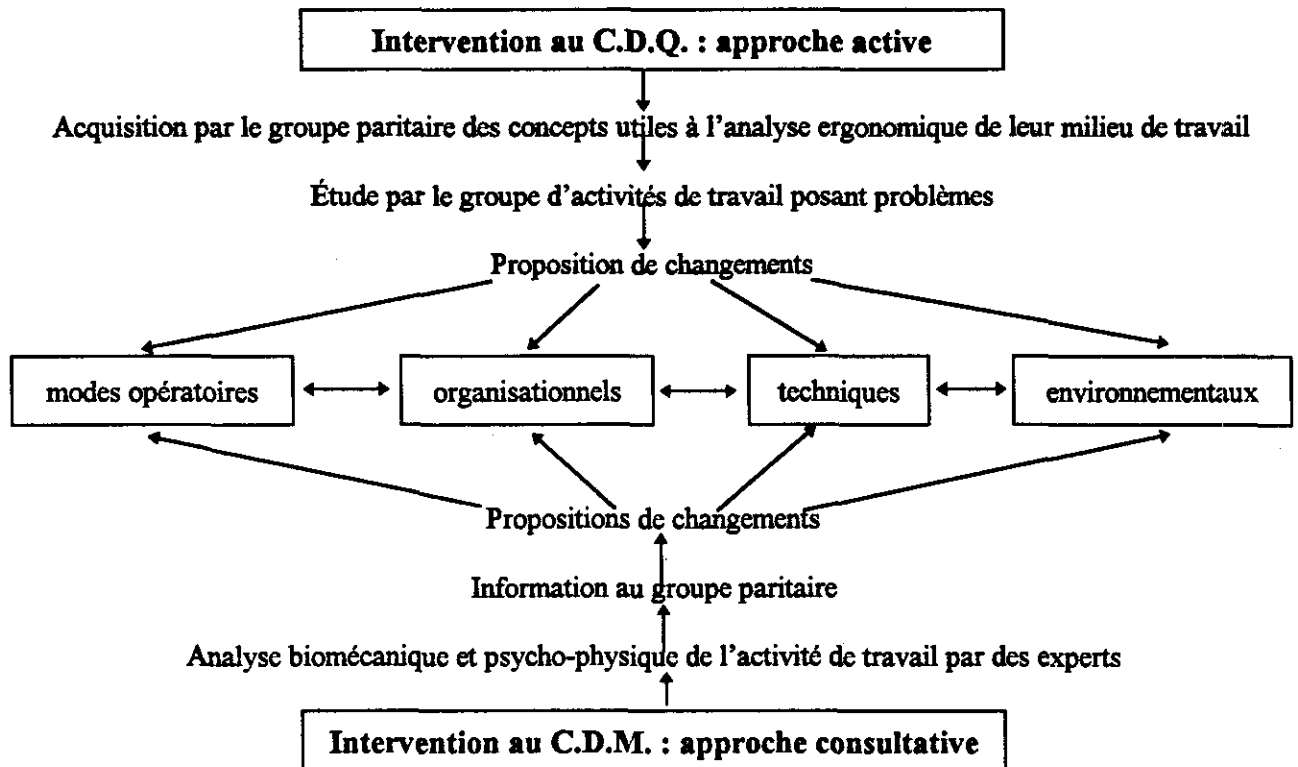 Intervention au C.D.Q. : approche active
Acquisition par le groupe paritaire des concepts utiles à l'analyse ergonomique de leur milieu de travail
Étude par le groupe d'activités de travail posant problèmes
Proposition de changements
modes opératoires
organisationnels
techniques
environnementaux
Propositions de changements
Information au groupe paritaire
Analyse biomécanique et psycho-physique de l'activité de travail par des experts
Intervention au C.D.M. : approche consultative